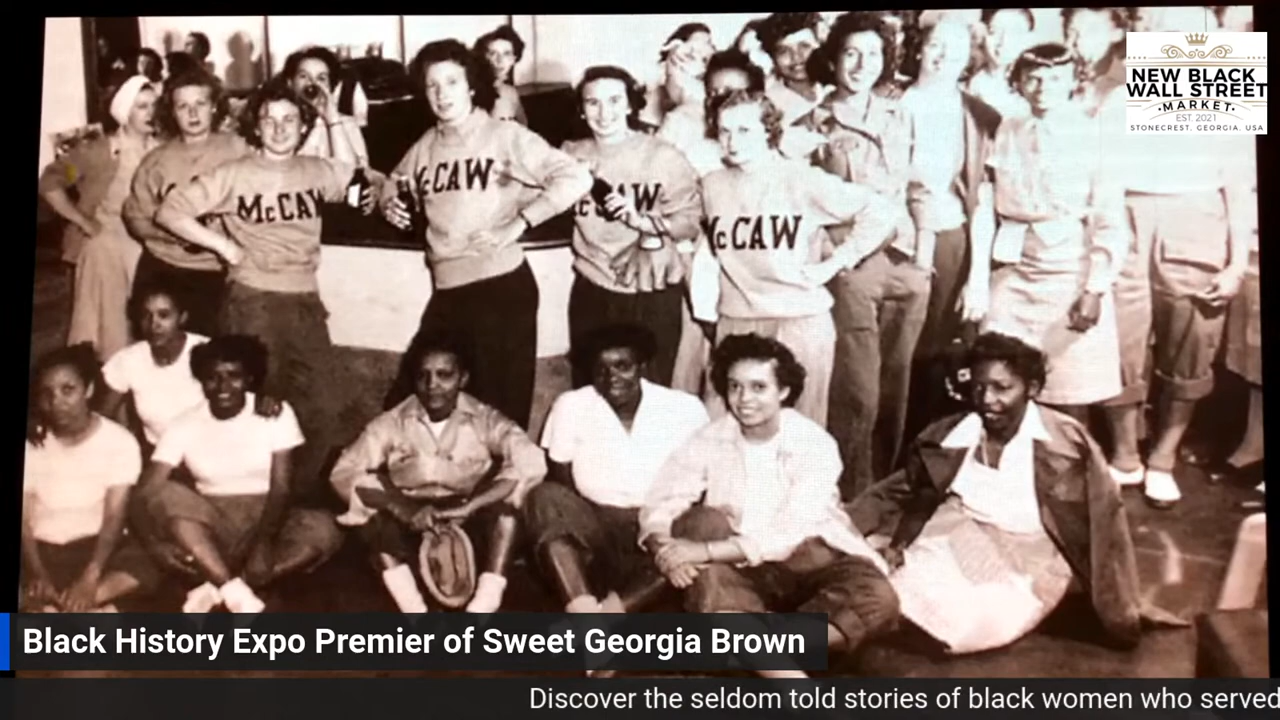 NEW BLACK
WALL STREET
MARKET
EST. 2021
STONECREST, GEORGIA, USA
McCAW
McCAW
McCAW
Black History Expo Premier of Sweet Georgia Brown
Discover the seldom told stories of black women who served